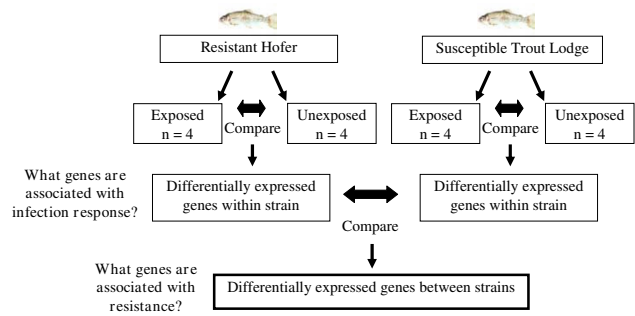 Resistant Hofer
Susceptible Trout Lodge
Exposed
n = 4
Compare
Unexposed
n = 4
Exposed
n = 4
Compare
Unexposed
n = 4
What genes are
associated with
infection response?
Differentially expressed
genes within strain
Differentially expressed
genes within strain
Compare
What genes are
associated with
resistance?
Differentially expressed genes between strains